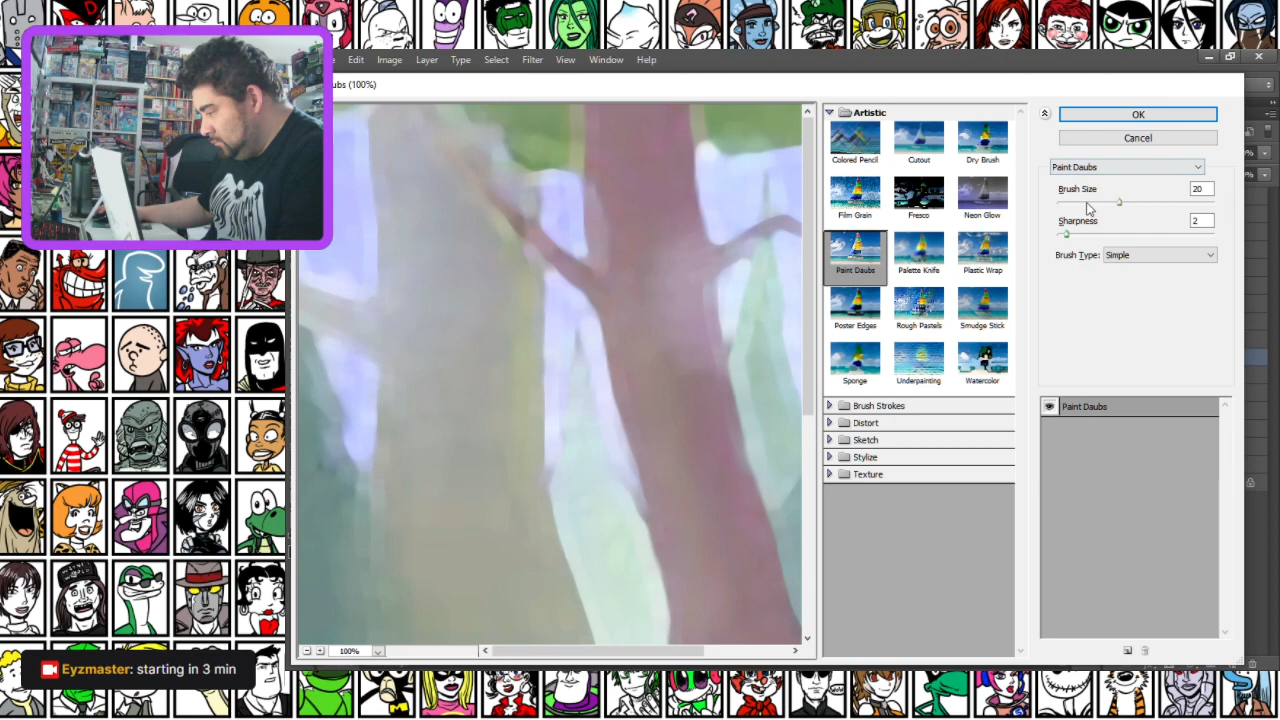 Edit Image Layer Type Select Filter View Window Help
ubs (100%)
Artistic
Colored Pencil Cutout Dry Brush
Film Grain Fresco Neon Glow
Paint Daubs Palette Knife Plastic Wrap
Poster Edges Rough Pastels Smudge Stick
Sponge Underpainting Watercolor
Brush Strokes
Distort
Sketch
Stylize
Texture
OK
Cancel
Paint Daubs
Brush Size 20
Sharpness 2
Brush Type: Simple
Paint Daubs
100%
Eyzmaster: starting in 3 min